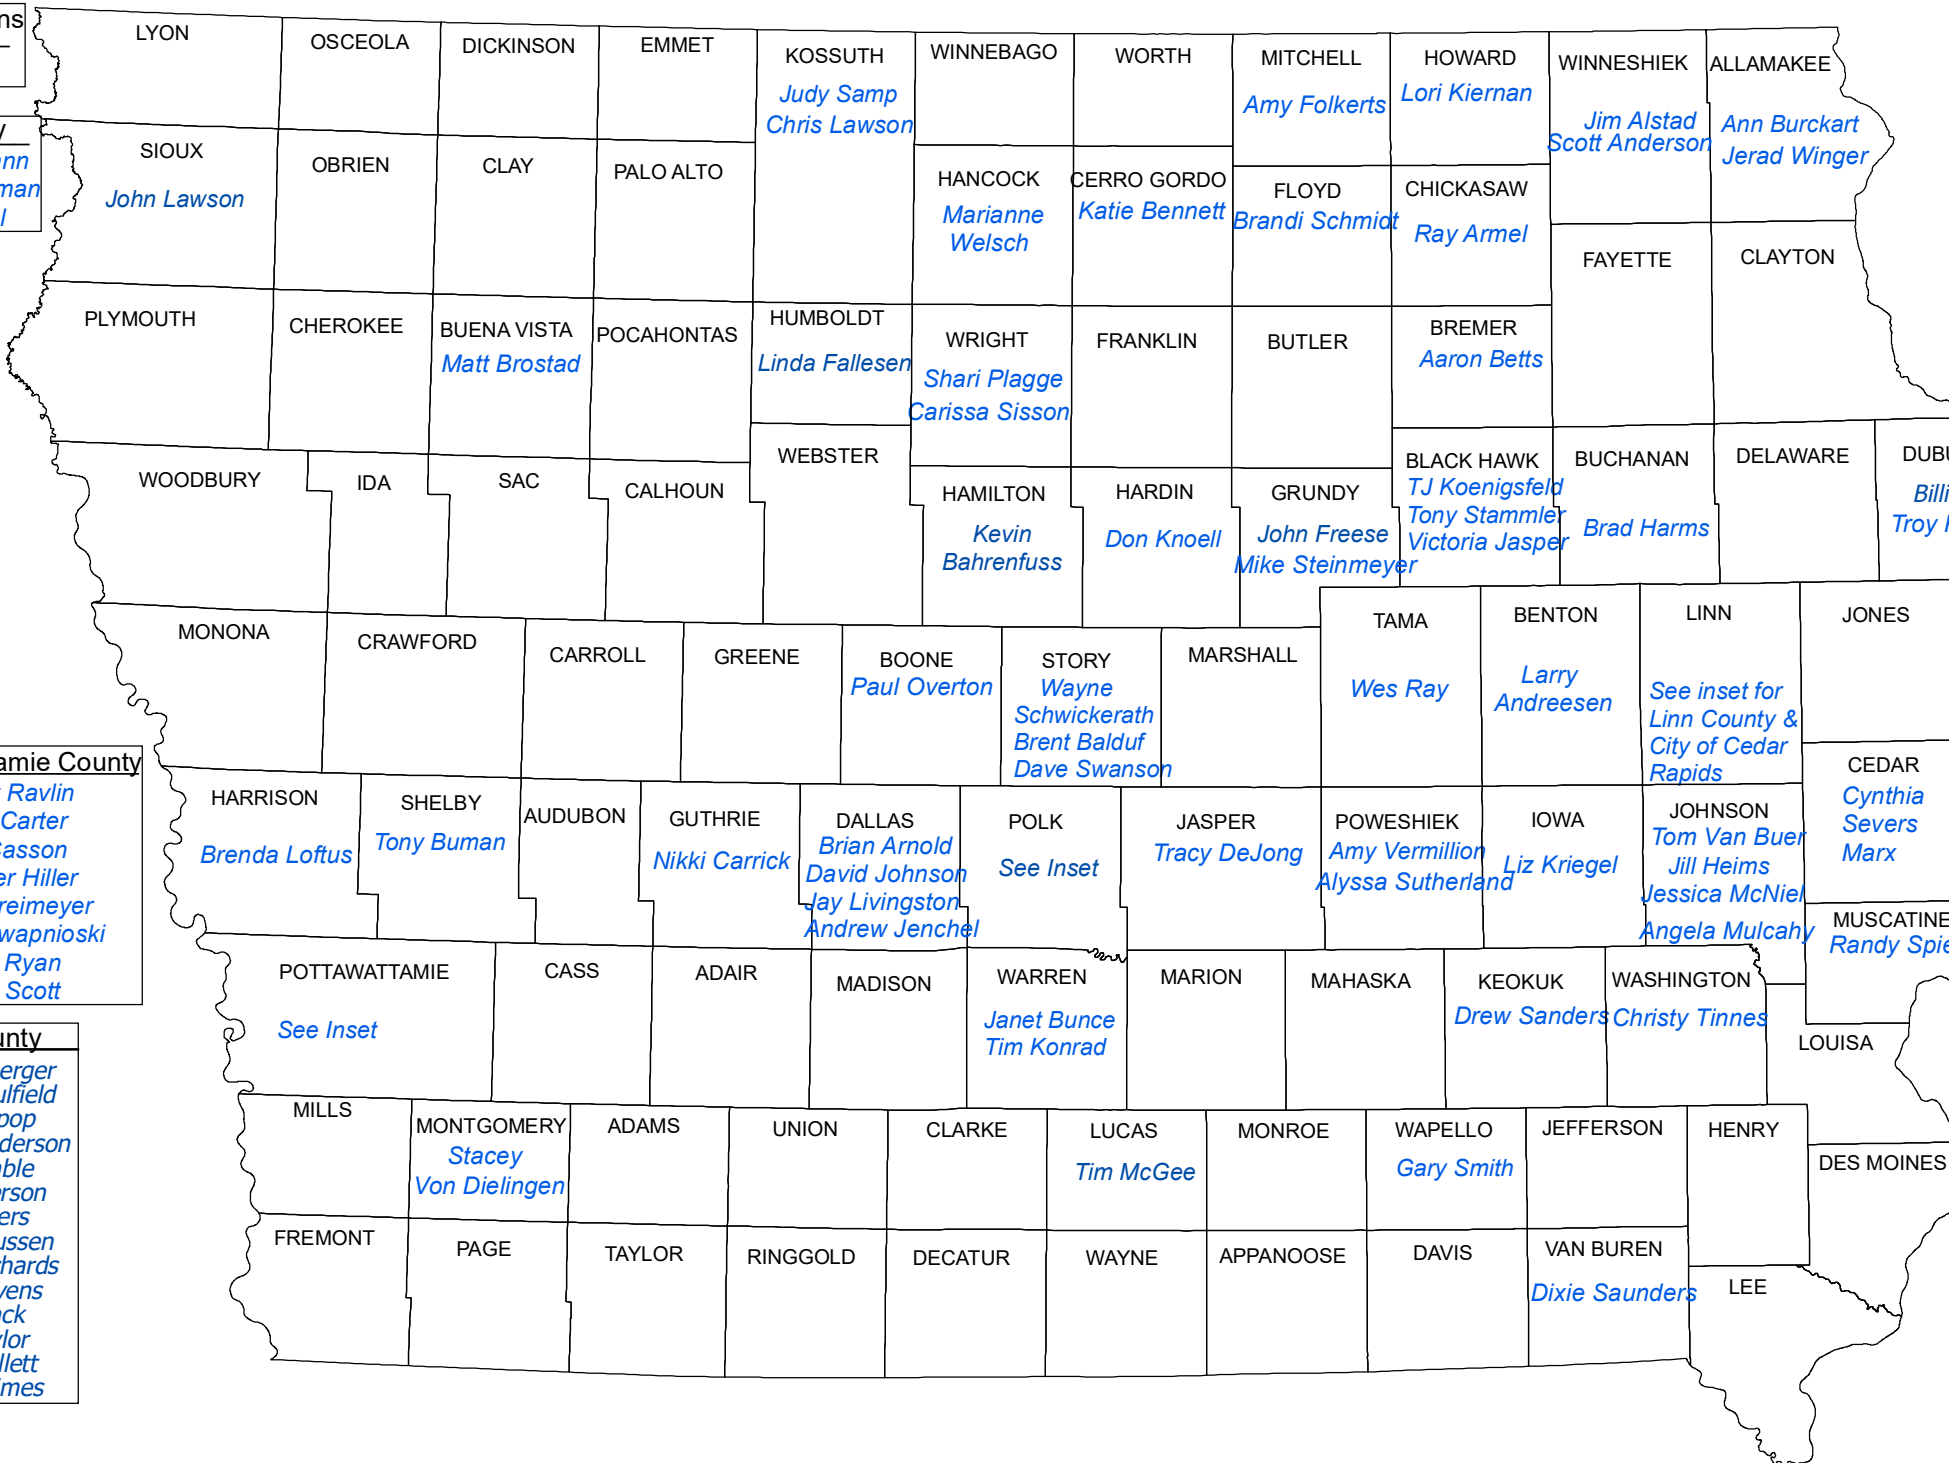 LYON
OSCEOLA
DICKINSON
EMMET
KOSSUTH
Judy Samp
Chris Lawson
WINNEBAGO
WORTH
MITCHELL
Amy Folkerts
HOWARD
Lori Kiernan
WINNESHIEK
Jim Alstad
Scott Anderson
ALLAMAKEE
Ann Burckart
Jerad Winger
SIOUX
John Lawson
OBRIEN
CLAY
PALO ALTO
HANCOCK
Marianne
Welsch
CERRO GORDO
Katie Bennett
FLOYD
Brandi Schmidt
CHICKASAW
Ray Armel
FAYETTE
CLAYTON
PLYMOUTH
CHEROKEE
BUENA VISTA
Matt Brostad
POCAHONTAS
HUMBOLDT
Linda Fallesen
WRIGHT
Shari Plagge
Carissa Sisson
FRANKLIN
BUTLER
BREMER
Aaron Betts
WOODBURY
IDA
SAC
CALHOUN
WEBSTER
HAMILTON
Kevin
Bahrenfuss
HARDIN
Don Knoell
GRUNDY
John Freese
Mike Steinmeyer
BLACK HAWK
TJ Koenigsfeld
Tony Stammler
Victoria Jasper
BUCHANAN
Brad Harms
DELAWARE
Troy
MONONA
CRAWFORD
CARROLL
GREENE
BOONE
Paul Overton
STORY
Wayne
Schwickerath
Brent Balduf
Dave Swanson
MARSHALL
TAMA
Wes Ray
BENTON
Larry
Andreesen
LINN
See inset for
Linn County &
City of Cedar
Rapids
JONES
CEDAR
Cynthia
Severs
Marx
County
Ravlin
Carter
Hiller
Ryan
Scott
HARRISON
Brenda Loftus
SHELBY
Tony Buman
AUDUBON
GUTHRIE
Nikki Carrick
DALLAS
Brian Arnold
David Johnson
Jay Livingston
Andrew Jenchel
POLK
See Inset
JASPER
Tracy DeJong
POWESHIEK
Amy Vermillion
Alyssa Sutherland
IOWA
Liz Kriegel
JOHNSON
Tom Van Buer
Jill Heims
Jessica McNiel
Angela Mulcahy
MUSCATINE
Randy
POTTAWATTAMIE
See Inset
CASS
ADAIR
MADISON
WARREN
Janet Bunce
Tim Konrad
MARION
MAHASKA
KEOKUK
Drew Sanders
WASHINGTON
Christy Tinnes
LOUISA
MILLS
MONTGOMERY
Stacey
Von Dielingen
ADAMS
UNION
CLARKE
LUCAS
Tim McGee
MONROE
WAPELLO
Gary Smith
JEFFERSON
HENRY
DES MOINES
FREMONT
PAGE
TAYLOR
RINGGOLD
DECATUR
WAYNE
APPANOOSE
DAVIS
VAN BUREN
Dixie Saunders
LEE